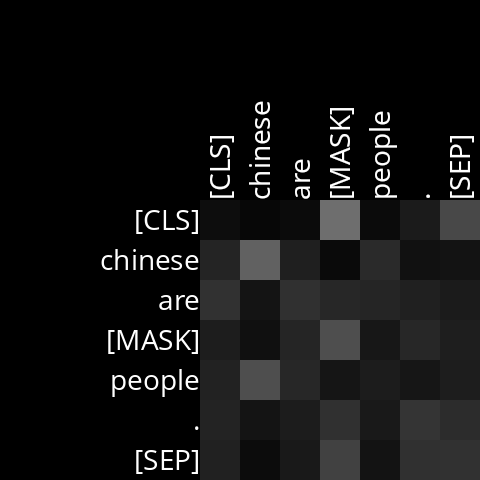 [CLS]
chinese
are
[MASK]
people
.
[SEP]
[CLS]
chinese
are
[MASK]
people
.
[SEP]